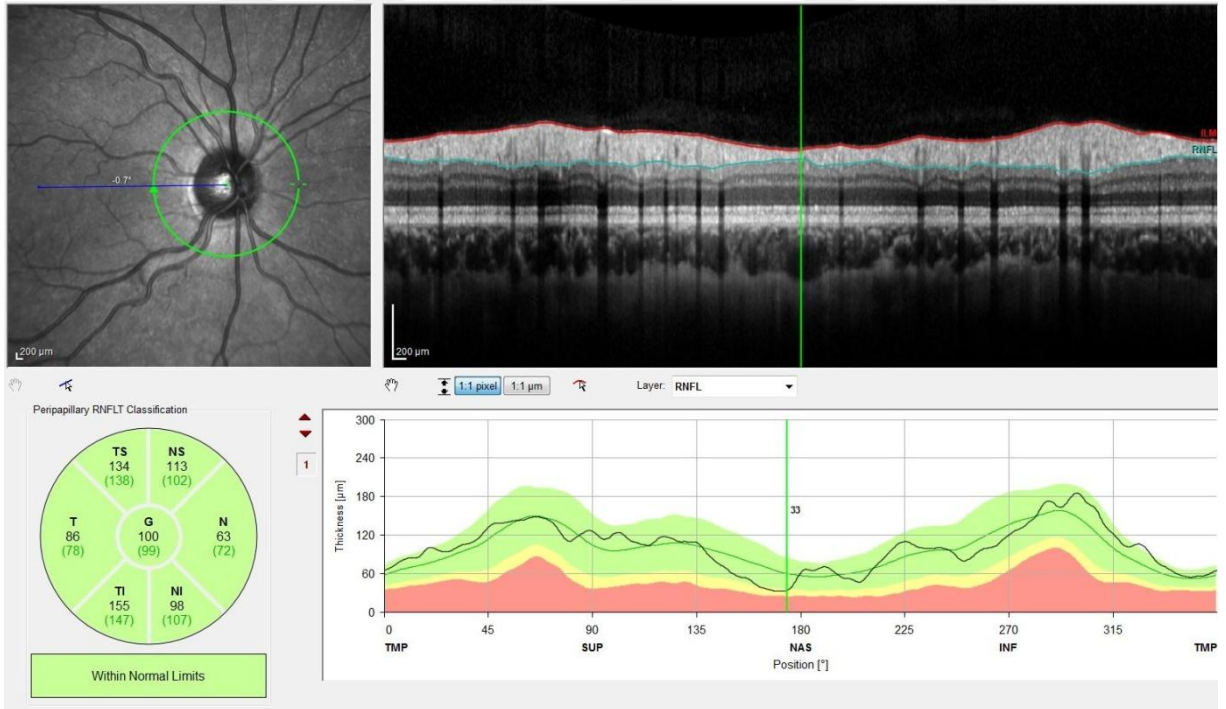 -0.7°
200 µm
ILM
RNFL
200 µm
1:1 pixel 1:1 µm Layer: RNFL
Peripapillary RNFLT Classification
TS
134
(138)
NS
113
(102)
T
86
(78)
G
100
(99)
N
63
(72)
TI
155
(147)
NI
98
(107)
Within Normal Limits
1
Thickness [µm]
300
240
180
120
60
0
33
0 45 90 135 180 225 270 315
TMP SUP NAS INF TMP
Position [°]